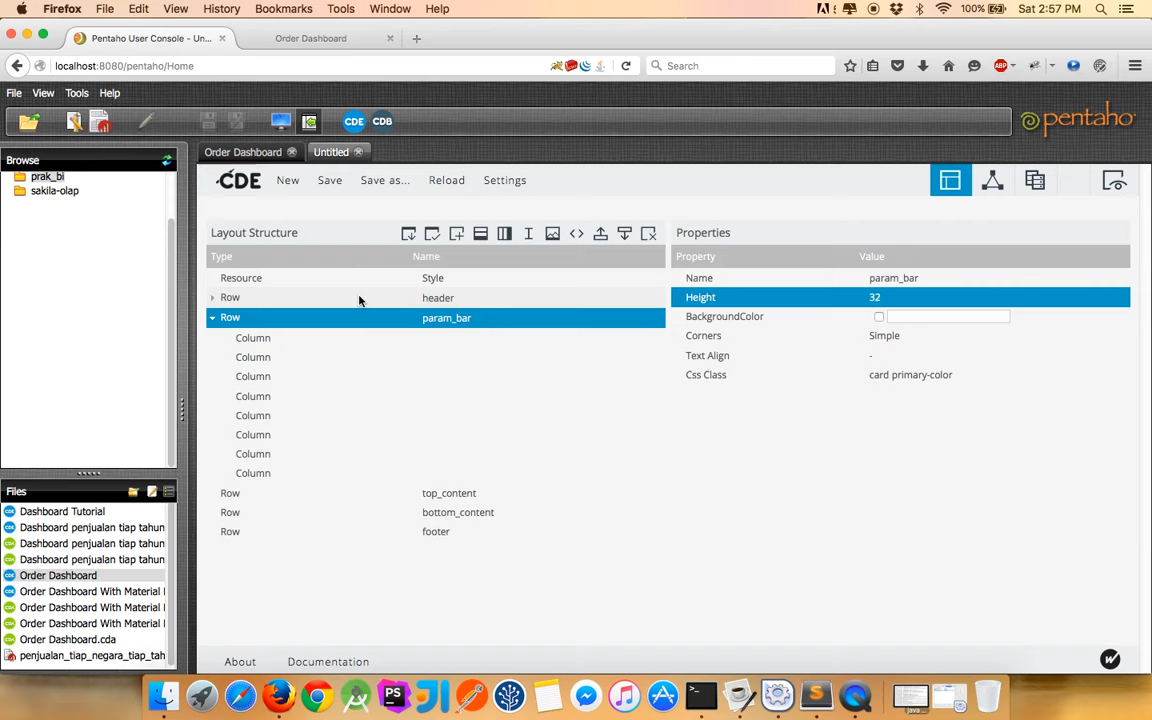 Firefox File Edit View History Bookmarks Tools Window Help 100% Sat 2:57 PM
Pentaho User Console - Un... Order Dashboard
localhost:8080/pentaho/Home Search ABP
File View Tools Help
CDE CDB pentaho
Browse Order Dashboard Untitled
prak_bi
sakila-olap
CDE New Save Save as... Reload Settings
Layout Structure Properties
Type Name Property Value
Resource Style Name param_bar
Row header Height 32
Row param_bar BackgroundColor
Column Corners Simple
Column Text Align -
Column Css Class card primary-color
Column
Column
Column
Column
Column
Row top_content
Row bottom_content
Row footer
Files
CDE Dashboard Tutorial
CDE Dashboard penjualan tiap tahun
Dashboard penjualan tiap tahun
Dashboard penjualan tiap tahun
CDE Order Dashboard
CDE Order Dashboard With Material
Order Dashboard With Material
Order Dashboard With Material
Order Dashboard.cda
penjualan_tiap_negara_tiap_tah
About Documentation
PS